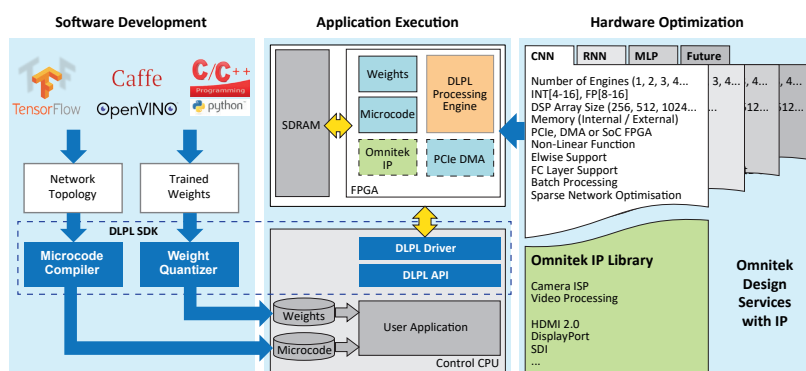 Software Development
TensorFlow
Caffe
OpenVINO
C/C++
Programming
python
Network
Topology
Trained
Weights
DLPL SDK
Microcode
Compiler
Weight
Quantizer
Application Execution
SDRAM
Weights
Microcode
DLPL
Processing
Engine
Omnitek
IP
PCIe DMA
FPGA
DLPL Driver
DLPL API
Weights
Microcode
User Application
Control CPU
Hardware Optimization
CNN
RNN
MLP
Future
Number of Engines (1, 2, 3, 4...
INT[4-16], FP[8-16]
DSP Array Size (256, 512, 1024...
Memory (Internal / External)
PCIe, DMA or SoC FPGA
Non-Linear Function
Elwise Support
FC Layer Support
Batch Processing
Sparse Network Optimisation
, 4...
...
512...
, 4...
512...
Omnitek IP Library
Camera ISP
Video Processing
HDMI 2.0
DisplayPort
SDI
...
Omnitek
Design
Services
with IP